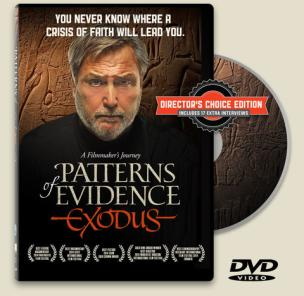 YOU NEVER KNOW WHERE A
CRISIS OF FAITH WILL LEAD YOU.
DIRECTOR'S CHOICE EDITION
INCLUDES 17 EXTRA INTERVIEWS
A Filmmaker's Journey
PATTERNS
of EVIDENCE
EXODUS
DVD
VIDEO